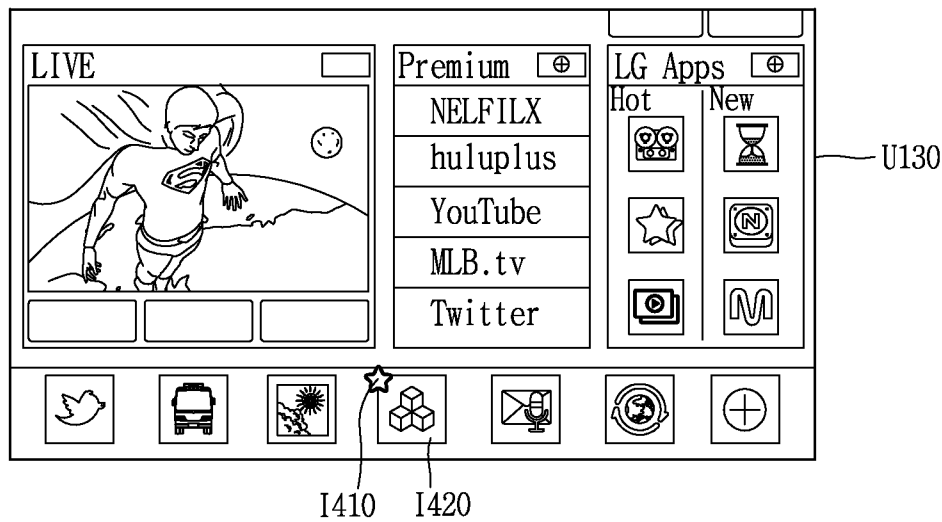 LIVE
Premium
LG Apps
Hot
New
NELFILX
huluplus
YouTube
MLB.tv
Twitter
N
U130
I410
I420